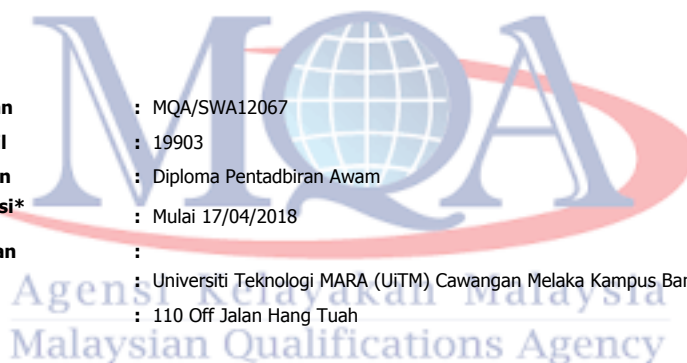 MQA
an : MQA/SWA12067
l : 19903
n : Diploma Pentadbiran Awam
si* : Mulai 17/04/2018
an :
: Universiti Teknologi MARA (UiTM) Cawangan Melaka Kampus Ban
: 110 Off Jalan Hang Tuah
Agensi Kelayakan Malaysia
Malaysian Qualifications Agency